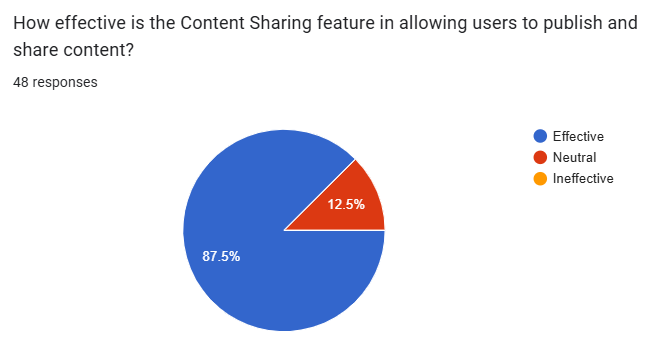 How effective is the Content Sharing feature in allowing users to publish and
share content?
48 responses
Effective
Neutral
Ineffective
12.5%
87.5%